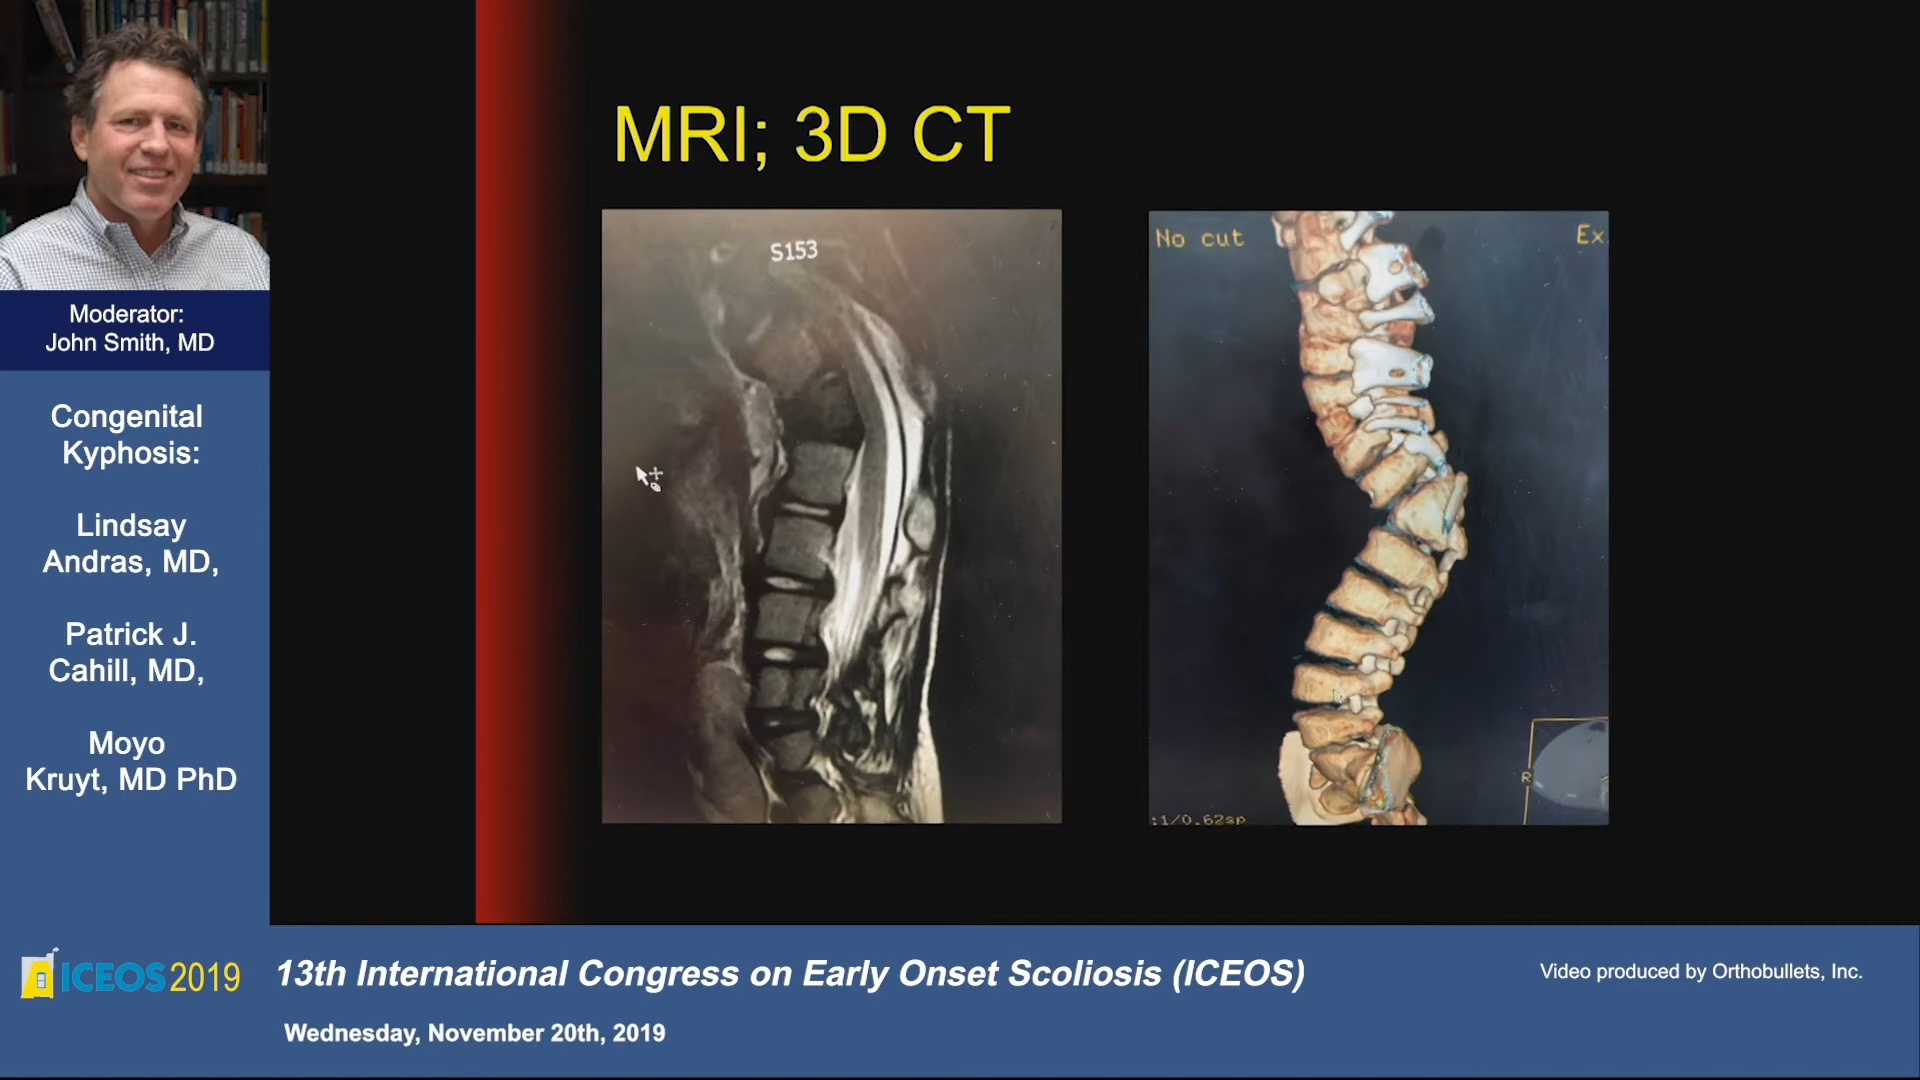 MRI; 3D CT
S153
No cut
Ex
R
:1/0.62sp
Moderator:
John Smith, MD
Congenital
Kyphosis:
Lindsay
Andras, MD,
Patrick J.
Cahill, MD,
Moyo
Kruyt, MD PhD
ICEOS 2019
13th International Congress on Early Onset Scoliosis (ICEOS)
Wednesday, November 20th, 2019
Video produced by Orthobullets, Inc.